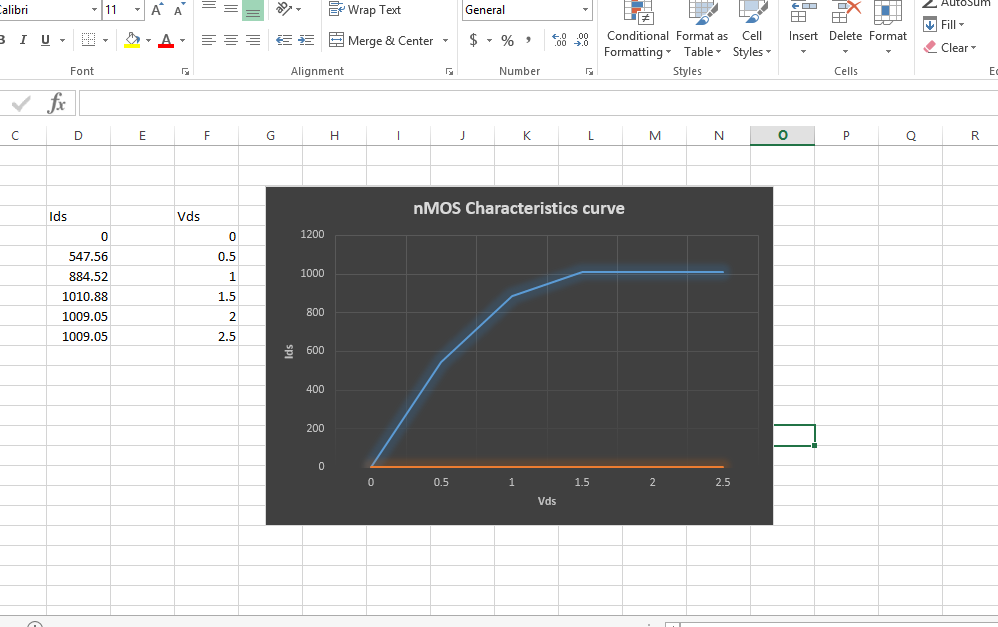 Calibri 11 A A Wrap Text General AutoSum
B I U A Merge & Center $ % , .00 .0 Conditional Format as Cell Insert Delete Format Fill
Formatting Table Styles Clear
Font Alignment Number Styles Cells
fx
C D E F G H I J K L M N O P Q R
Ids Vds
0 0
547.56 0.5
884.52 1
1010.88 1.5
1009.05 2
1009.05 2.5
nMOS Characteristics curve
1200
1000
800
600
400
200
0
Ids
0 0.5 1 1.5 2 2.5
Vds